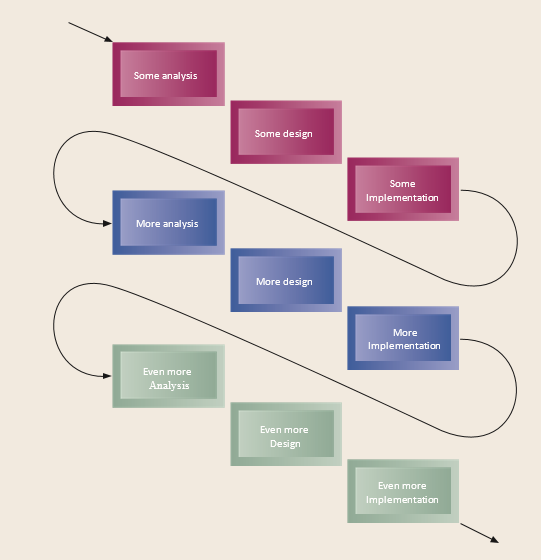 Some analysis
Some design
Some
Implementation
More analysis
More design
More
Implementation
Even more
Analysis
Even more
Design
Even more
Implementation